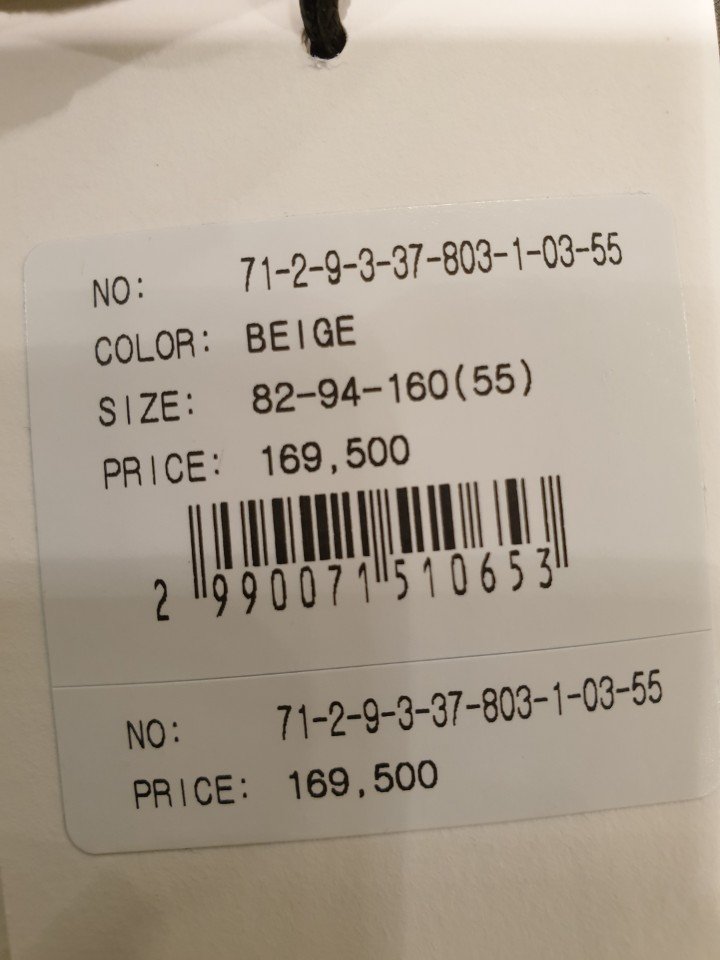 NO: 71-2-9-3-37-803-1-03-55
COLOR: BEIGE
SIZE: 82-94-160(55)
PRICE: 169,500
2 990071 510653
NO: 71-2-9-3-37-803-1-03-55
PRICE: 169,500